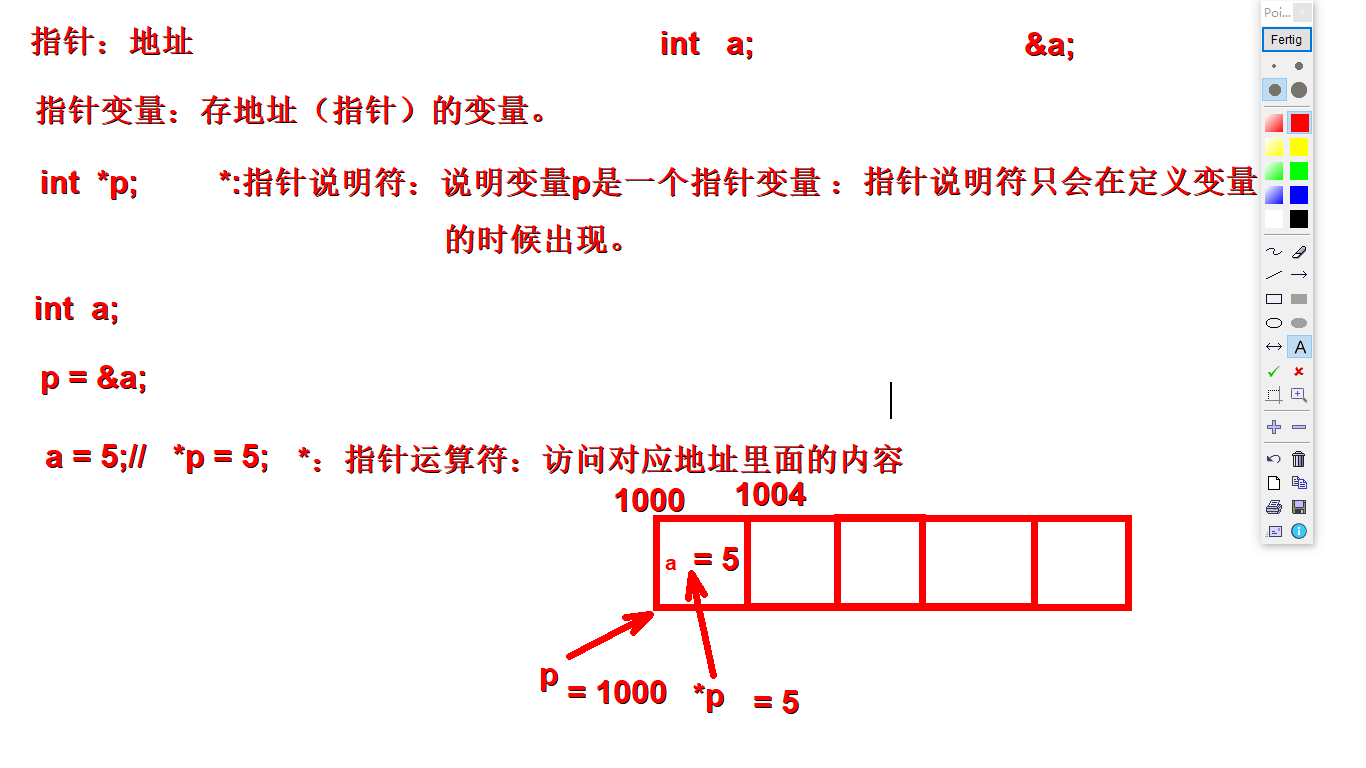 指针：地址 int a; &a;
指针变量：存地址（指针）的变量。
int *p; *:指针说明符：说明变量p是一个指针变量 ：指针说明符只会在定义变量
的时候出现。
int a;
p = &a;
a = 5;// *p = 5; *：指针运算符：访问对应地址里面的内容
1000 1004
a = 5
p = 1000 *p = 5
Poi...
Fertig
A